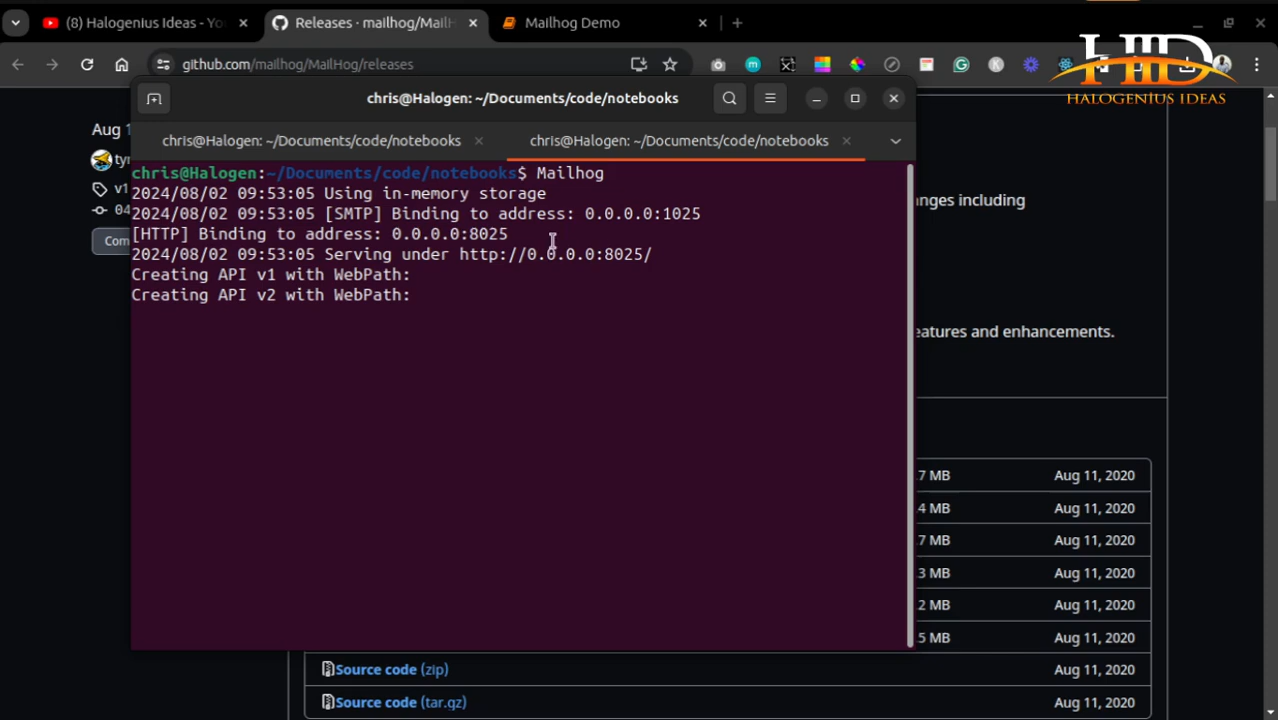 (8) Halogenius Ideas - Yo
Releases · mailhog/MailH
Mailhog Demo
github.com/mailhog/MailHog/releases
HID
HALOGENIUS IDEAS
chris@Halogen: ~/Documents/code/notebooks
chris@Halogen: ~/Documents/code/notebooks
chris@Halogen: ~/Documents/code/notebooks
Aug 1
v1
04
Com
chris@Halogen:~/Documents/code/notebooks$ Mailhog
2024/08/02 09:53:05 Using in-memory storage
2024/08/02 09:53:05 [SMTP] Binding to address: 0.0.0.0:1025
[HTTP] Binding to address: 0.0.0.0:8025
2024/08/02 09:53:05 Serving under http://0.0.0.0:8025/
Creating API v1 with WebPath:
Creating API v2 with WebPath:
anges including
eatures and enhancements.
7 MB Aug 11, 2020
4 MB Aug 11, 2020
7 MB Aug 11, 2020
3 MB Aug 11, 2020
2 MB Aug 11, 2020
5 MB Aug 11, 2020
Source code (zip) Aug 11, 2020
Source code (tar.gz) Aug 11, 2020